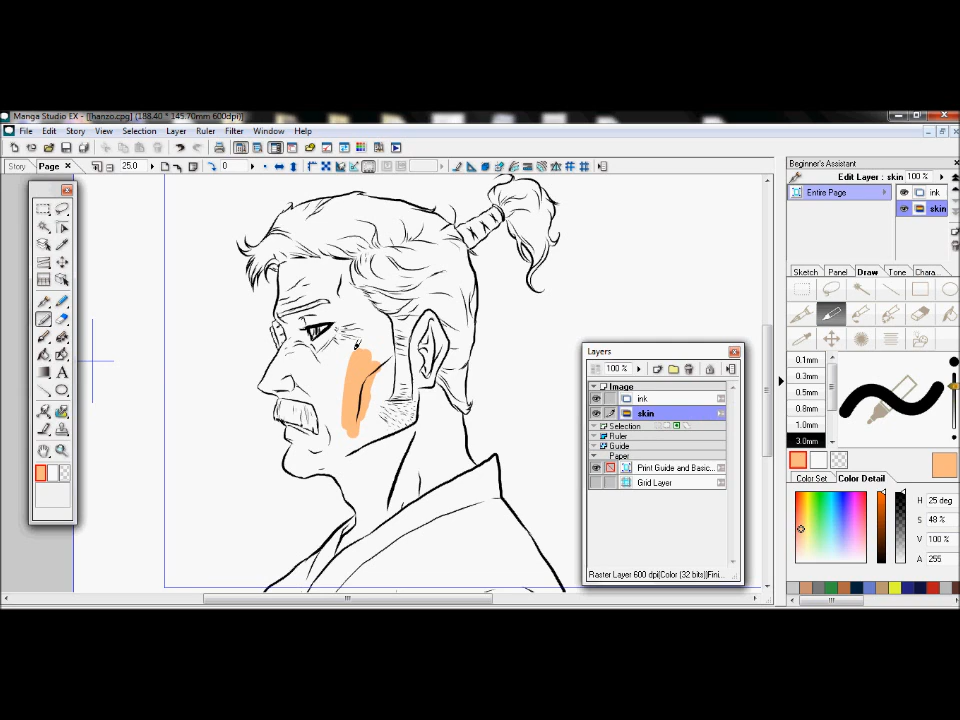 Manga Studio EX - [[hanzo.cpg] (188.40 * 145.70mm 600dpi)]
File Edit Story View Selection Layer Ruler Filter Window Help
25.0 0
Story Page
Beginner's Assistant
Edit Layer : skin 100 %
Entire Page
ink
skin
Sketch Panel Draw Tone Chara
0.1mm
0.3mm
0.5mm
0.8mm
1.0mm
3.0mm
Layers
100 %
Image
ink
skin
Selection
Ruler
Guide
Paper
Print Guide and Basic...
Grid Layer
Raster Layer 600 dpi(Color (32 bits))Fini...
Color Set Color Detail
H 25 deg
S 48 %
V 100 %
A 255